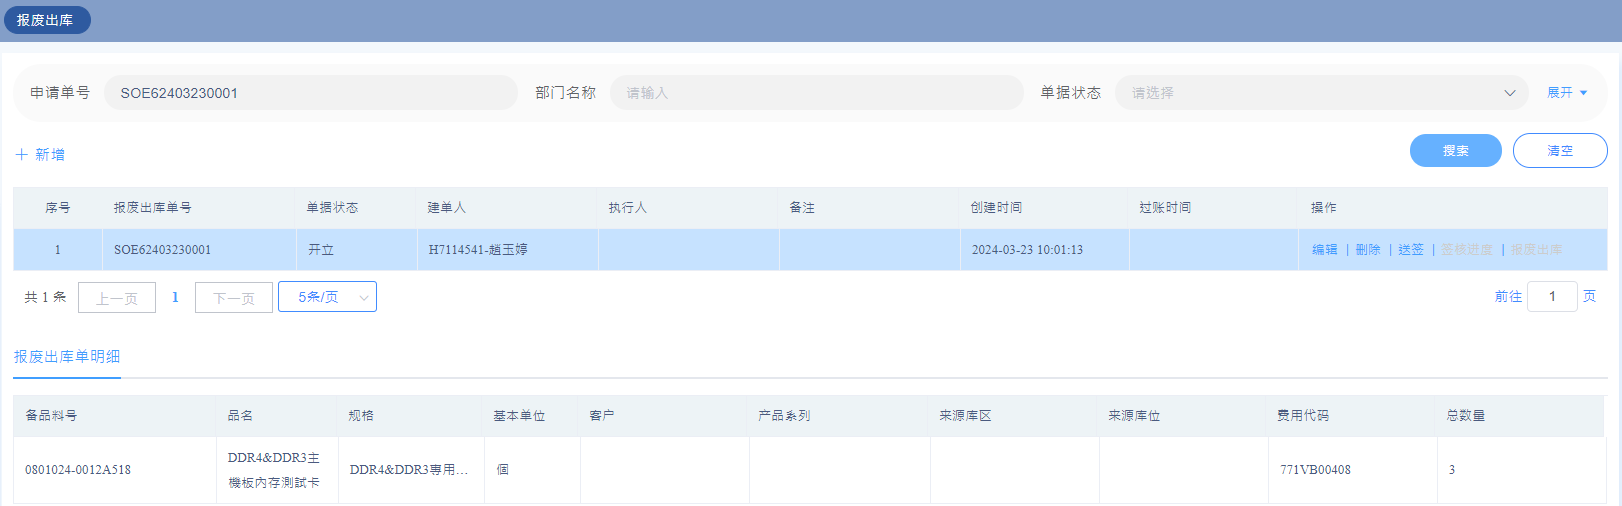 报废出库
申请单号 SOE62403230001 部门名称 请输入 单据状态 请选择 展开
新增 搜索 清空
序号 报废出库单号 单据状态 建单人 执行人 备注 创建时间 过账时间 操作
1 SOE62403230001 开立 H7114541-趙玉婷 2024-03-23 10:01:13 编辑 | 删除 | 送签 | 签核进度 | 报废出库
共 1 条 上一页 1 下一页 5条/页 前往 1 页
报废出库单明细
备品料号 品名 规格 基本单位 客户 产品系列 来源库区 来源库位 费用代码 总数量
0801024-0012A518 DDR4&DDR3主機板内存測試卡 DDR4&DDR3專用... 個 771VB00408 3